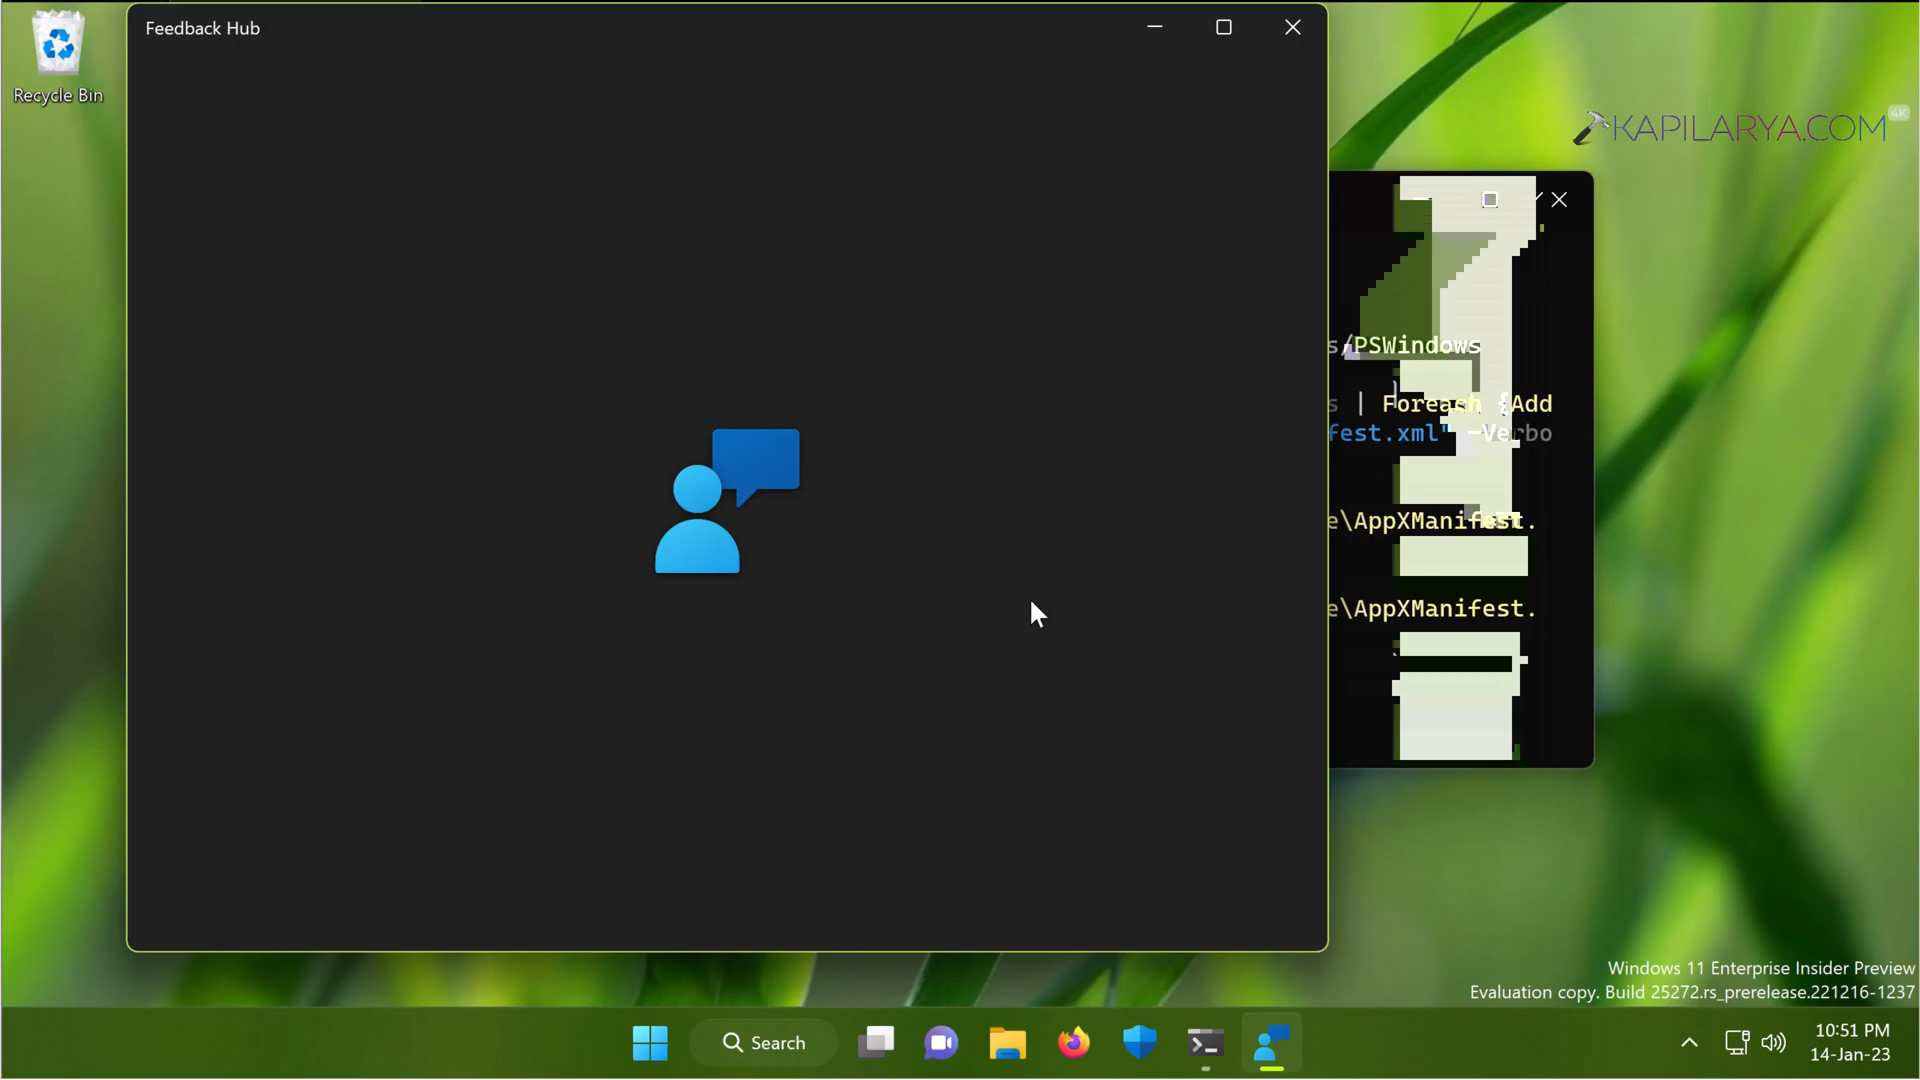 Feedback Hub
Recycle Bin
KAPILARYA.COM
4K
s/PSWindows
s | Foreach {Add
fest.xml" -Verbo
e\AppXManifest.
e\AppXManifest.
Windows 11 Enterprise Insider Preview
Evaluation copy. Build 25272.rs_prerelease.221216-1237
Search
10:51 PM
14-Jan-23